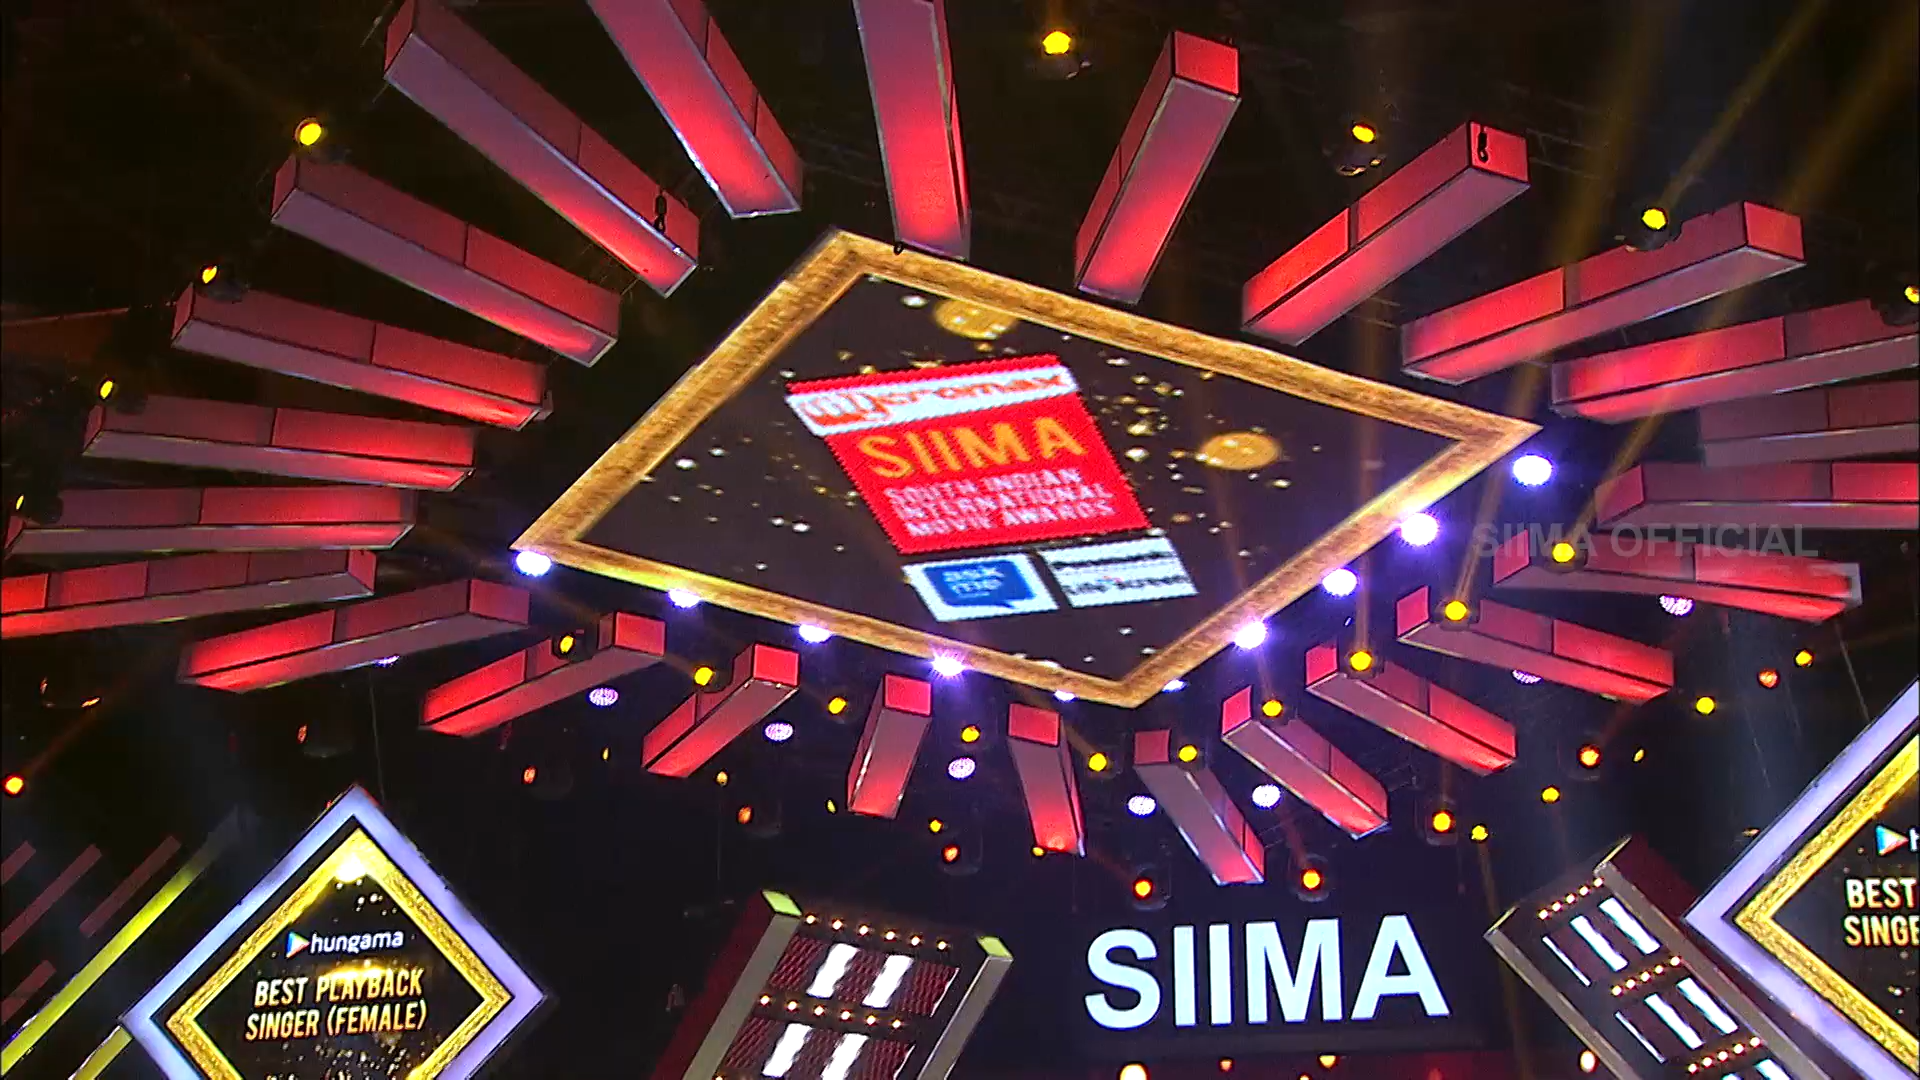 micromax
SIIMA
SOUTH INDIAN
INTERNATIONAL
MOVIE AWARDS
ask
me
SIIMA OFFICIAL
hungama
BEST PLAYBACK
SINGER (FEMALE)
SIIMA
BEST
SINGE